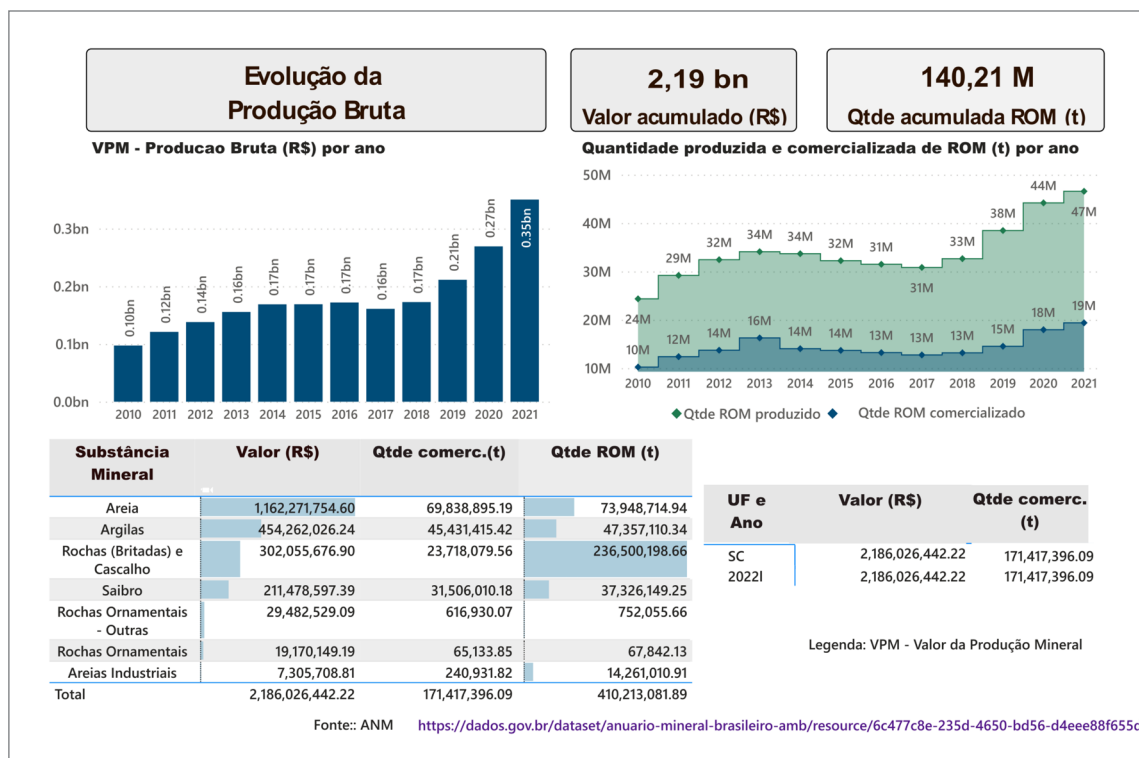 Evolução da
Produção Bruta
2,19 bn
Valor acumulado (R$)
140,21 M
Qtde acumulada ROM (t)
VPM - Producao Bruta (R$) por ano
0.3bn
0.2bn
0.1bn
0.0bn
0.10bn
0.12bn
0.14bn
0.16bn
0.17bn
0.17bn
0.17bn
0.16bn
0.17bn
0.21bn
0.27bn
0.35bn
2010 2011 2012 2013 2014 2015 2016 2017 2018 2019 2020 2021
Quantidade produzida e comercializada de ROM (t) por ano
50M
40M
30M
20M
10M
24M 29M 32M 34M 34M 32M 31M 31M 33M 38M 44M 47M
10M 12M 14M 16M 14M 14M 13M 13M 13M 15M 18M 19M
2010 2011 2012 2013 2014 2015 2016 2017 2018 2019 2020 2021
Qtde ROM produzido Qtde ROM comercializado
Substância Valor (R$) Qtde comerc.(t) Qtde ROM (t)
Mineral
Areia 1,162,271,754.60 69,838,895.19 73,948,714.94
Argilas 454,262,026.24 45,431,415.42 47,357,110.34
Rochas (Britadas) e 302,055,676.90 23,718,079.56 236,500,198.66
Cascalho
Saibro 211,478,597.39 31,506,010.18 37,326,149.25
Rochas Ornamentais 29,482,529.09 616,930.07 752,055.66
- Outras
Rochas Ornamentais 19,170,149.19 65,133.85 67,842.13
Areias Industriais 7,305,708.81 240,931.82 14,261,010.91
Total 2,186,026,442.22 171,417,396.09 410,213,081.89
UF e Valor (R$) Qtde comerc.
Ano (t)
SC 2,186,026,442.22 171,417,396.09
2022l 2,186,026,442.22 171,417,396.09
Legenda: VPM - Valor da Produção Mineral
Fonte:: ANM https://dados.gov.br/dataset/anuario-mineral-brasileiro-amb/resource/6c477c8e-235d-4650-bd56-d4eee88f655c